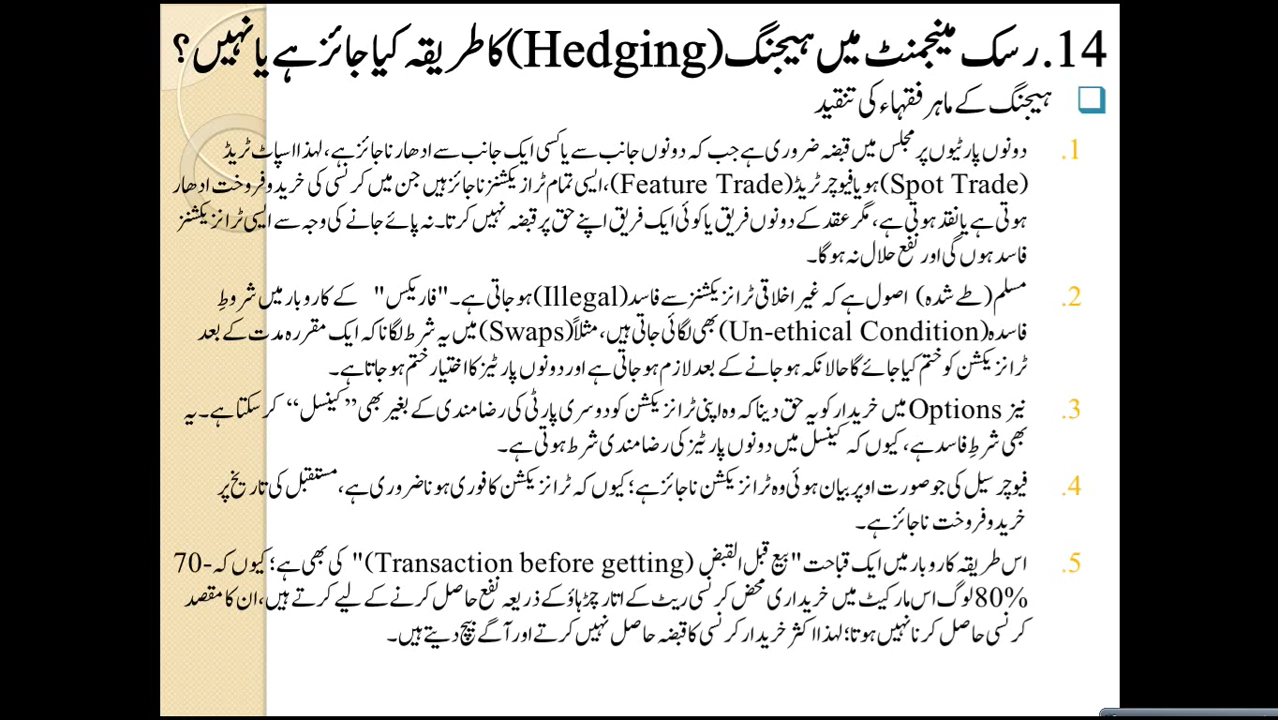 14. رسک مینجمنٹ میں ہیجنگ (Hedging) کا طریقہ کیا جائز ہے یا نہیں؟
ہیجنگ کے ماہر فقہاء کی تنقید
1. دونوں پارٹیوں پر مجلس میں قبضہ ضروری ہے جب کہ دونوں جانب سے یا کسی ایک جانب سے ادھار ناجائز ہے، لہذا اسپاٹ ٹریڈ
(Spot Trade) ہو یا فیوچر ٹریڈ (Feature Trade)، ایسی تمام ٹرازیکشنز ناجائز ہیں جن میں کرنسی کی خرید و فروخت ادھار
ہوتی ہے یا نقد ہوتی ہے، مگر عقد کے دونوں فریق یا کوئی ایک فریق اپنے حق پر قبضہ نہیں کرتا۔ نہ پائے جانے کی وجہ سے ایسی ٹرانزیکشنز
فاسد ہوں گی اور نفع حلال نہ ہو گا۔
2. مسلم (طے شدہ) اصول ہے کہ غیر اخلاقی ٹرانزیکشنز سے فاسد (Illegal) ہو جاتی ہے۔ "فاریکس" کے کاروبار میں شروطِ
فاسدہ (Un-ethical Condition) بھی لگائی جاتی ہیں، مثلاً (Swaps) میں یہ شرط لگانا کہ ایک مقررہ مدت کے بعد
ٹرانزیکشن کو ختم کیا جائے گا حالانکہ ہو جانے کے بعد لازم ہو جاتی ہے اور دونوں پارٹیز کا اختیار ختم ہو جاتا ہے۔
3. نیز Options میں خریدار کو یہ حق دینا کہ وہ اپنی ٹرانزیکشن کو دوسری پارٹی کی رضامندی کے بغیر بھی ”کینسل“ کر سکتا ہے۔ یہ
بھی شرطِ فاسد ہے، کیوں کہ کینسل میں دونوں پارٹیز کی رضامندی شرط ہوتی ہے۔
4. فیوچر سیل کی جو صورت اوپر بیان ہوئی وہ ٹرانزیکشن ناجائز ہے؛ کیوں کہ ٹرانزیکشن کا فوری ہونا ضروری ہے، مستقبل کی تاریخ پر
خرید و فروخت ناجائز ہے۔
5. اس طریقہ کاروبار میں ایک قباحت "بیع قبل القبض (Transaction before getting)" کی بھی ہے؛ کیوں کہ 70-
80% لوگ اس مارکیٹ میں خریداری محض کرنسی ریٹ کے اتار چڑہاؤ کے ذریعہ نفع حاصل کرنے کے لیے کرتے ہیں، ان کا مقصد
کرنسی حاصل کرنا نہیں ہوتا؛ لہذا اکثر خریدار کرنسی کا قبضہ حاصل نہیں کرتے اور آگے بیچ دیتے ہیں۔